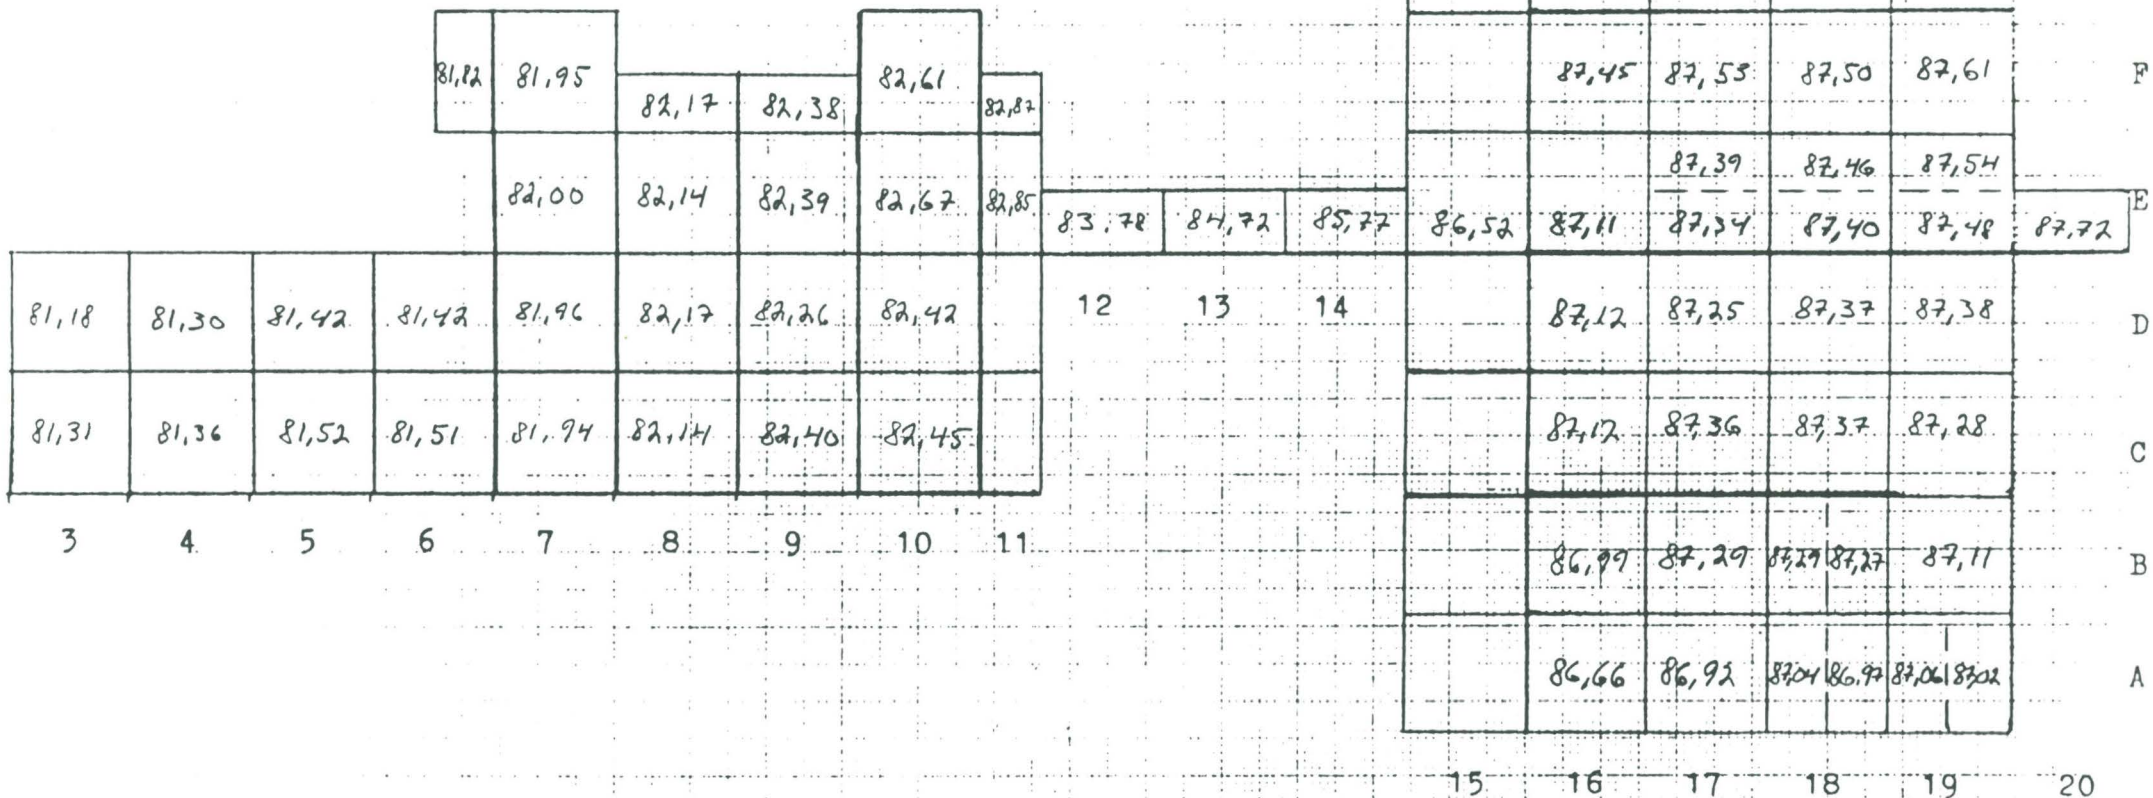 81,82 81,95 82,17 82,38 82,61 82,87 87,45 87,53 87,50 87,61 F
87,39 87,46 87,54
82,00 82,14 82,39 82,67 82,85 83,78 84,72 85,77 86,52 87,11 87,34 87,40 87,48 87,72 E
81,18 81,30 81,42 81,42 81,96 82,17 82,26 82,42 12 13 14 87,12 87,25 87,37 87,38 D
81,31 81,36 81,52 81,51 81,94 82,14 82,40 82,45 87,12 87,36 87,37 87,28 C
3 4 5 6 7 8 9 10 11
86,99 87,29 87,29 87,27 87,11 B
86,66 86,92 87,04 86,97 87,06 87,02 A
15 16 17 18 19 20